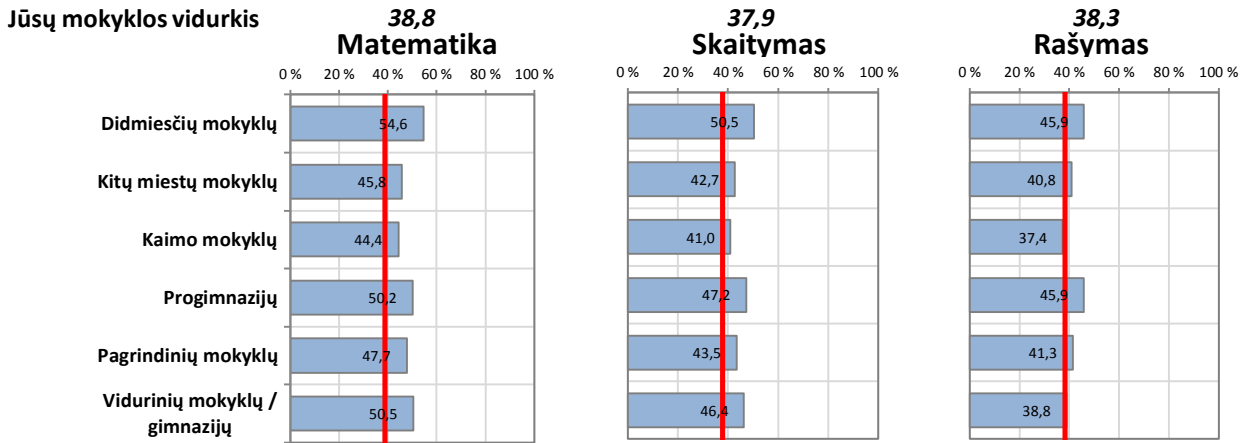 Jūsų mokyklos vidurkis 38,8 37,9 38,3
Matematika Skaitymas Rašymas
0 % 20 % 40 % 60 % 80 % 100 % 0 % 20 % 40 % 60 % 80 % 100 % 0 % 20 % 40 % 60 % 80 % 100 %
Didmiesčių mokyklų 54,6 50,5 45,9
Kitų miestų mokyklų 45,8 42,7 40,8
Kaimo mokyklų 44,4 41,0 37,4
Progimnazijų 50,2 47,2 45,9
Pagrindinių mokyklų 47,7 43,5 41,3
Vidurinių mokyklų /
gimnazijų 50,5 46,4 38,8